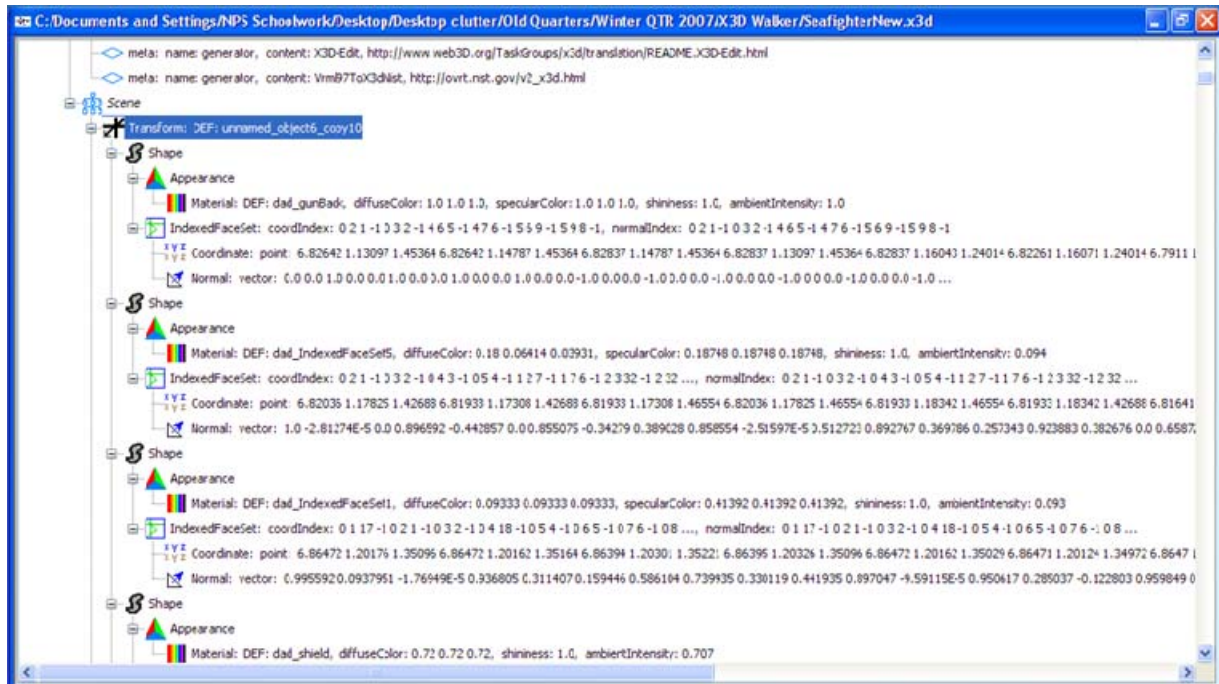 C:/Documents and Settings/NPS Schoolwork/Desktop/Desktop clutter/Old Quarters/Winter QTR 2007/X3D Walker/SeafighterNew.x3d
meta: name: generator, content: X3D-Edit, http://www.web3D.org/TaskGroups/x3d/translation/README.X3D-Edit.html
meta: name: generator, content: Vrml97ToX3dNist, http://ovrt.nist.gov/v2_x3d.html
Scene
Transform: DEF: unnamed_object6_copy10
Shape
Appearance
Material: DEF: dad_gunBack, diffuseColor: 1.0 1.0 1.0, specularColor: 1.0 1.0 1.0, shininess: 1.0, ambientIntensity: 1.0
IndexedFaceSet: coordIndex: 0 2 1 -1 0 3 2 -1 4 6 5 -1 4 7 6 -1 5 6 9 -1 5 9 8 -1, normalIndex: 0 2 1 -1 0 3 2 -1 4 6 5 -1 4 7 6 -1 5 6 9 -1 5 9 8 -1
Coordinate: point: 6.82642 1.13097 1.45364 6.82642 1.14787 1.45364 6.82837 1.14787 1.45364 6.82837 1.13097 1.45364 6.82837 1.16043 1.24014 6.82261 1.16071 1.24014 6.7911 1
Normal: vector: 0.0 0.0 1.0 0.0 0.0 1.0 0.0 0.0 1.0 0.0 0.0 1.0 0.0 0.0 -1.0 0.0 0.0 -1.0 0.0 0.0 -1.0 0.0 0.0 -1.0 0.0 0.0 -1.0 0.0 0.0 -1.0 ...
Shape
Appearance
Material: DEF: dad_IndexedFaceSet5, diffuseColor: 0.18 0.06414 0.03931, specularColor: 0.18748 0.18748 0.18748, shininess: 1.0, ambientIntensity: 0.094
IndexedFaceSet: coordIndex: 0 2 1 -1 0 3 2 -1 0 4 3 -1 0 5 4 -1 1 2 7 -1 1 7 6 -1 2 3 32 -1 2 32 ..., normalIndex: 0 2 1 -1 0 3 2 -1 0 4 3 -1 0 5 4 -1 1 2 7 -1 1 7 6 -1 2 3 32 -1 2 32 ...
Coordinate: point: 6.82036 1.17825 1.42688 6.81933 1.17308 1.42688 6.81933 1.17308 1.46554 6.82036 1.17825 1.46554 6.81933 1.18342 1.46554 6.81933 1.18342 1.42688 6.81641
Normal: vector: 1.0 -2.81274E-5 0.0 0.896592 -0.442857 0.0 0.855075 -0.34279 0.389028 0.858554 -2.51597E-5 0.512723 0.892767 0.369786 0.257343 0.923883 0.382676 0.0 0.6587
Shape
Appearance
Material: DEF: dad_IndexedFaceSet1, diffuseColor: 0.09333 0.09333 0.09333, specularColor: 0.41392 0.41392 0.41392, shininess: 1.0, ambientIntensity: 0.093
IndexedFaceSet: coordIndex: 0 1 17 -1 0 2 1 -1 0 3 2 -1 0 4 18 -1 0 5 4 -1 0 6 5 -1 0 7 6 -1 0 8 ..., normalIndex: 0 1 17 -1 0 2 1 -1 0 3 2 -1 0 4 18 -1 0 5 4 -1 0 6 5 -1 0 7 6 -1 0 8 ...
Coordinate: point: 6.86472 1.20176 1.35096 6.86472 1.20162 1.35164 6.86394 1.20301 1.35221 6.86395 1.20326 1.35096 6.86472 1.20162 1.35029 6.86471 1.20124 1.34972 6.8647 1
Normal: vector: 0.995592 0.0937951 -1.76949E-5 0.936805 0.311407 0.159446 0.586104 0.739435 0.330119 0.441935 0.897047 -9.59115E-5 0.950617 0.285037 -0.122803 0.959849 0
Shape
Appearance
Material: DEF: dad_shield, diffuseColor: 0.72 0.72 0.72, shininess: 1.0, ambientIntensity: 0.707